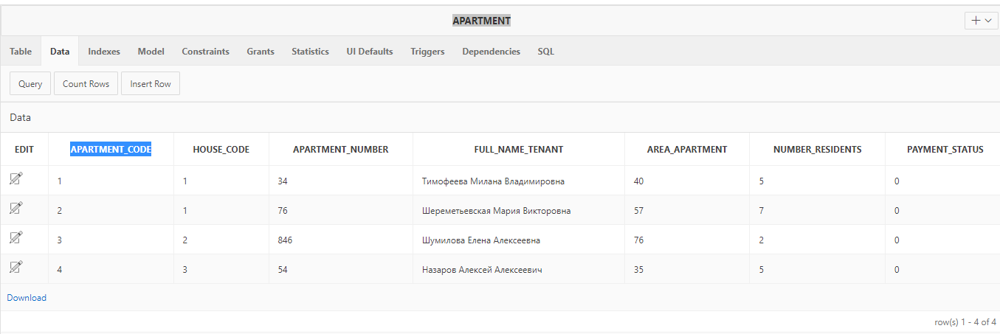 APARTMENT
Table Data Indexes Model Constraints Grants Statistics UI Defaults Triggers Dependencies SQL
Query Count Rows Insert Row
Data
EDIT APARTMENT_CODE HOUSE_CODE APARTMENT_NUMBER FULL_NAME_TENANT AREA_APARTMENT NUMBER_RESIDENTS PAYMENT_STATUS
1 1 34 Тимофеева Милана Владимировна 40 5 0
2 1 76 Шереметьевская Мария Викторовна 57 7 0
3 2 846 Шумилова Елена Алексеевна 76 2 0
4 3 54 Назаров Алексей Алексеевич 35 5 0
Download
row(s) 1 - 4 of 4